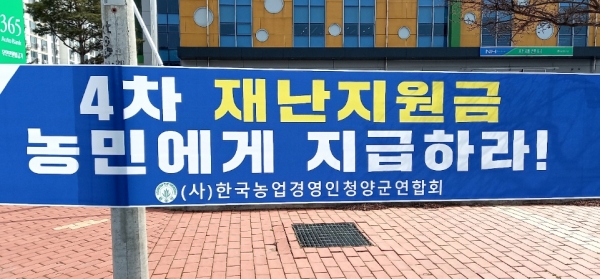 365
4차 재난지원금
농민에게 지급하라!
(사)한국농업경영인청양군연합회